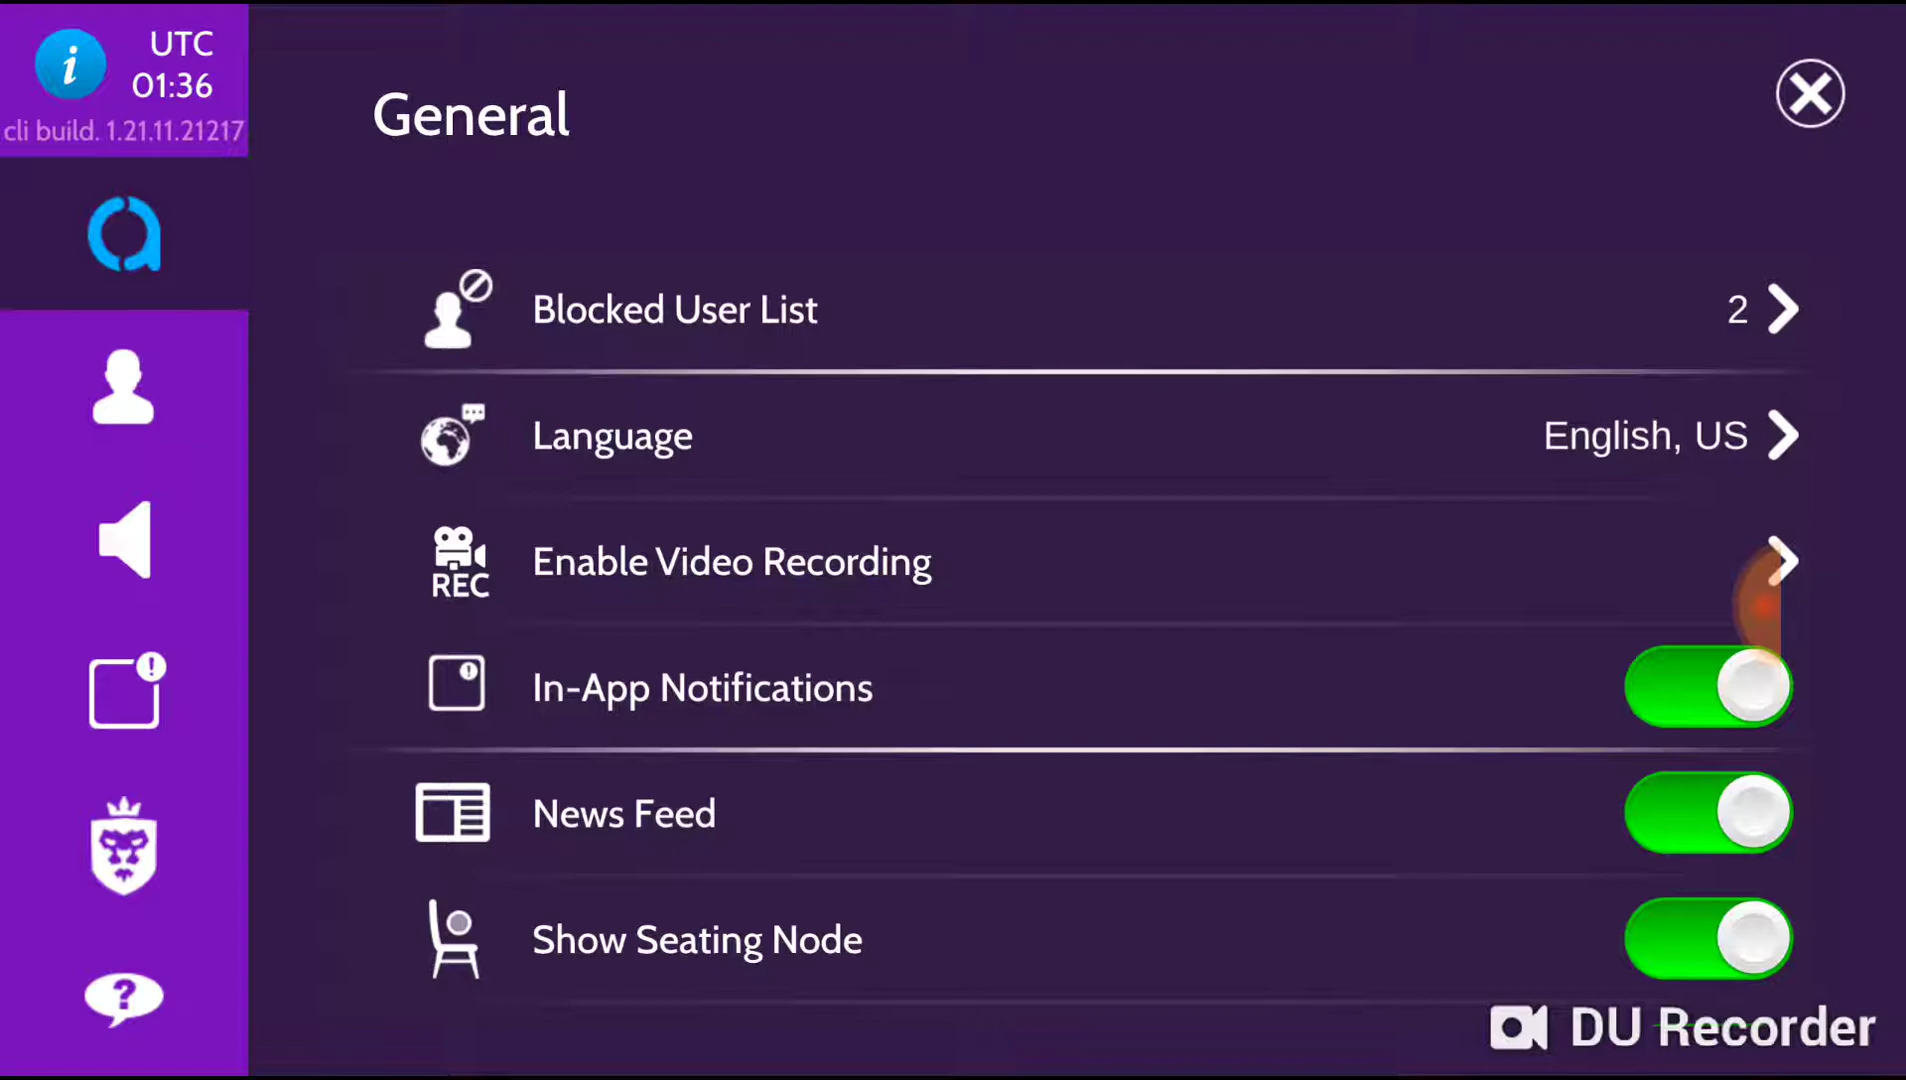 UTC
01:36
cli build. 1.21.11.21217
General
Blocked User List 2
Language English, US
REC Enable Video Recording
In-App Notifications
News Feed
Show Seating Node
DU Recorder